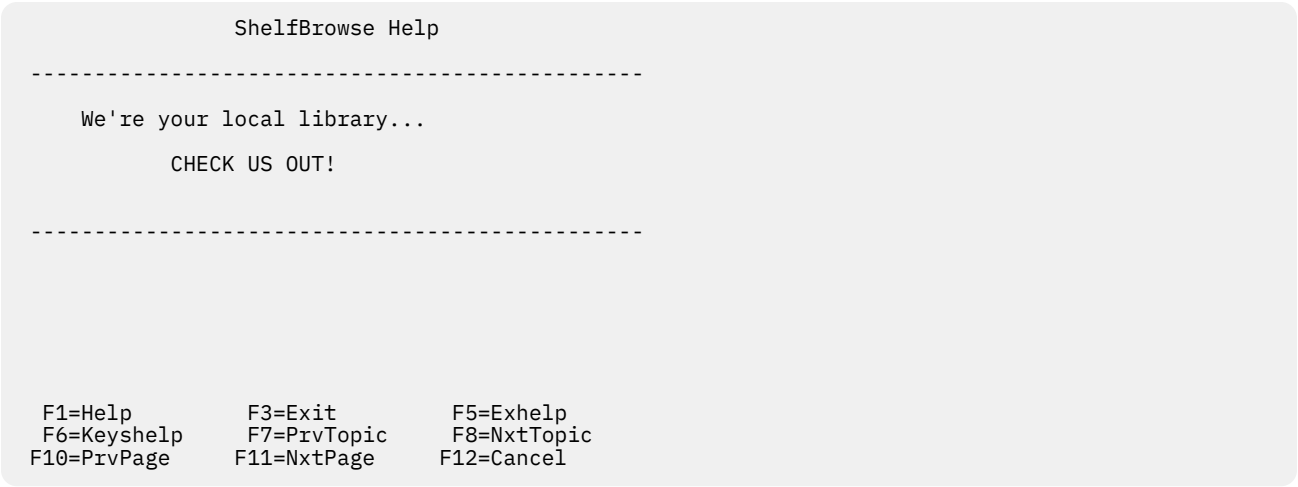 ShelfBrowse Help
------------------------------------------------
We're your local library...
CHECK US OUT!
------------------------------------------------
F1=Help F3=Exit F5=Exhelp
F6=Keyshelp F7=PrvTopic F8=NxtTopic
F10=PrvPage F11=NxtPage F12=Cancel